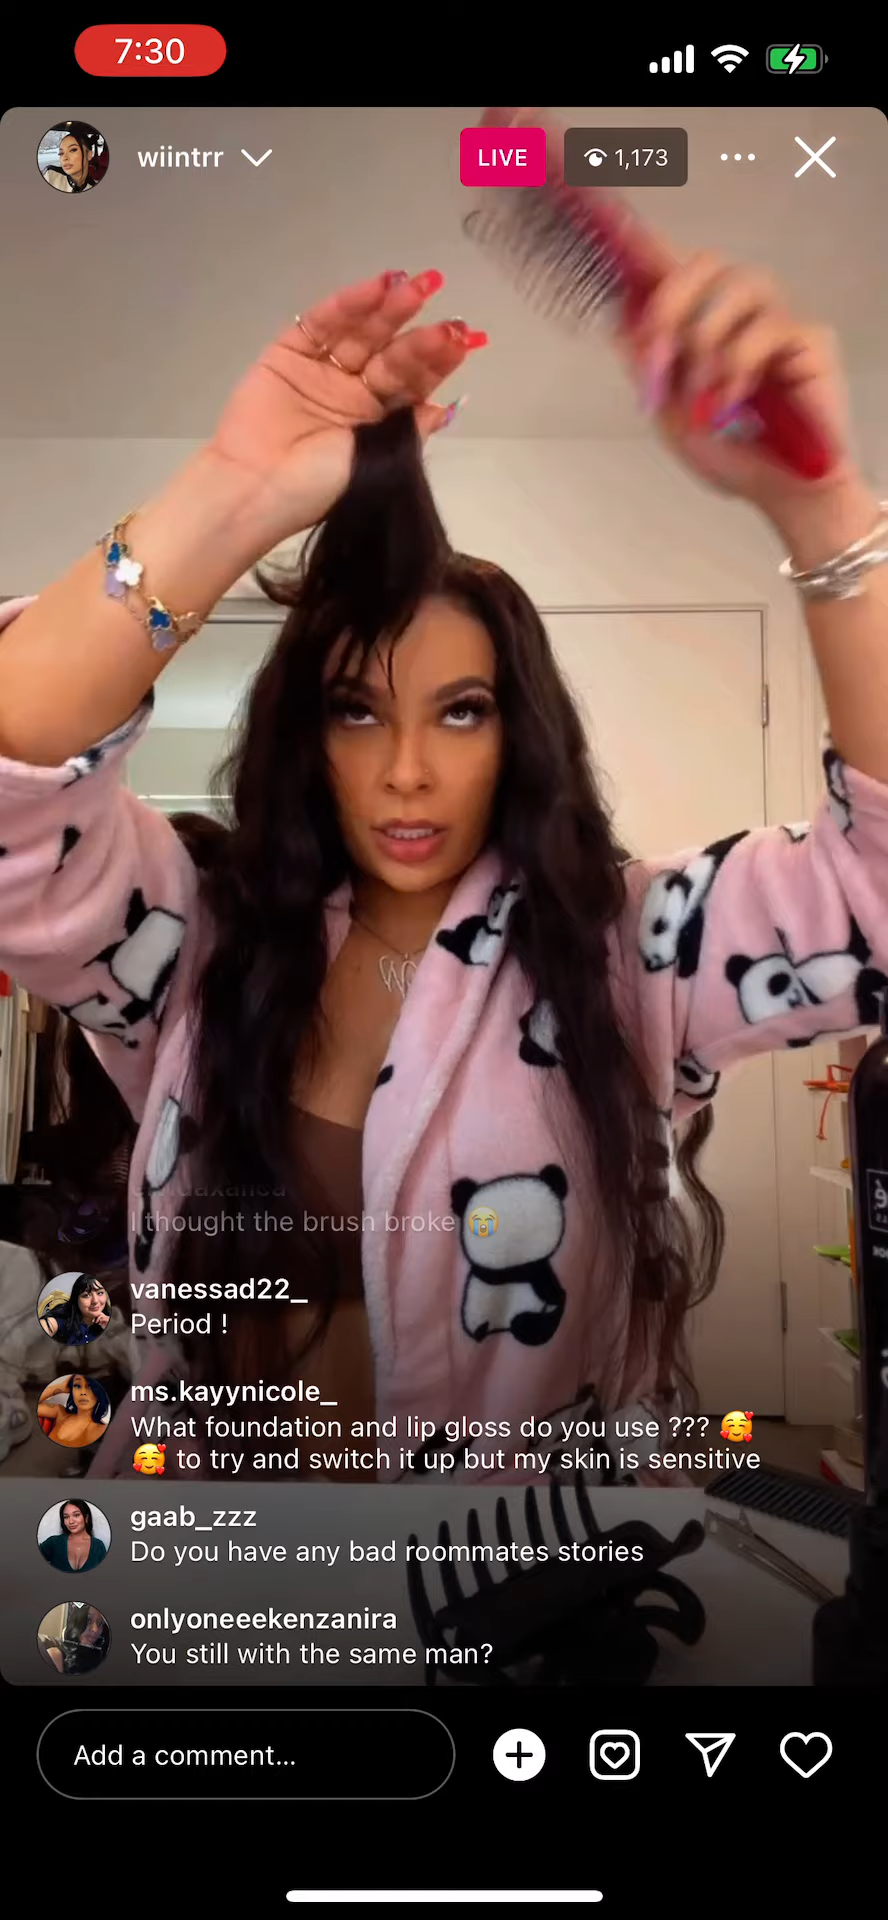 7:30
wiintrr
LIVE
1,173
I thought the brush broke 😭
vanessad22_
Period !
ms.kayynicole_
What foundation and lip gloss do you use ??? 🥰
🥰 to try and switch it up but my skin is sensitive
gaab_zzz
Do you have any bad roommates stories
onlyoneeekenzanira
You still with the same man?
Add a comment...